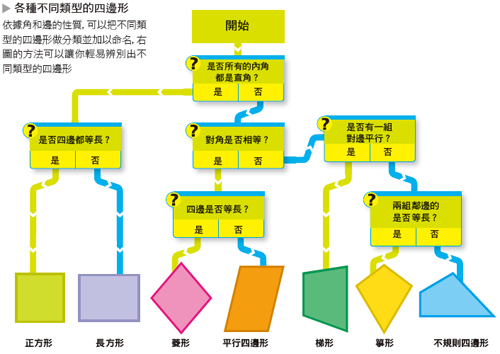 各種不同類型的四邊形
依據角和邊的性質, 可以把不同類
型的四邊形做分類並加以命名, 右
圖的方法可以讓你輕易辨別出不
同類型的四邊形
開始
?
是否所有的內角
都是直角?
是 否
?
是否四邊都等長?
是 否
?
對角是否相等?
是 否
?
是否有一組
對邊平行?
是 否
?
四邊是否等長?
是 否
?
兩組鄰邊的
是否等長?
是 否
正方形 長方形 菱形 平行四邊形 梯形 箏形 不規則四邊形